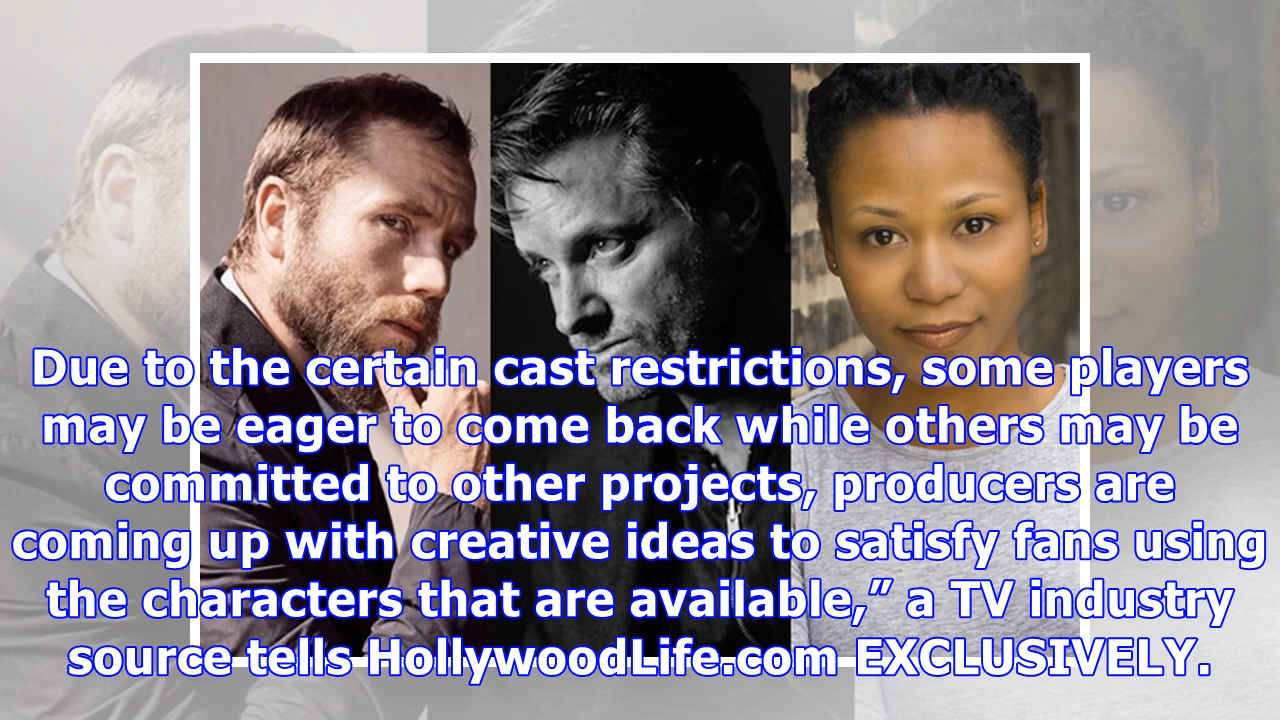 Due to the certain cast restrictions, some players
may be eager to come back while others may be
committed to other projects, producers are
coming up with creative ideas to satisfy fans using
the characters that are available,” a TV industry
source tells HollywoodLife.com EXCLUSIVELY.